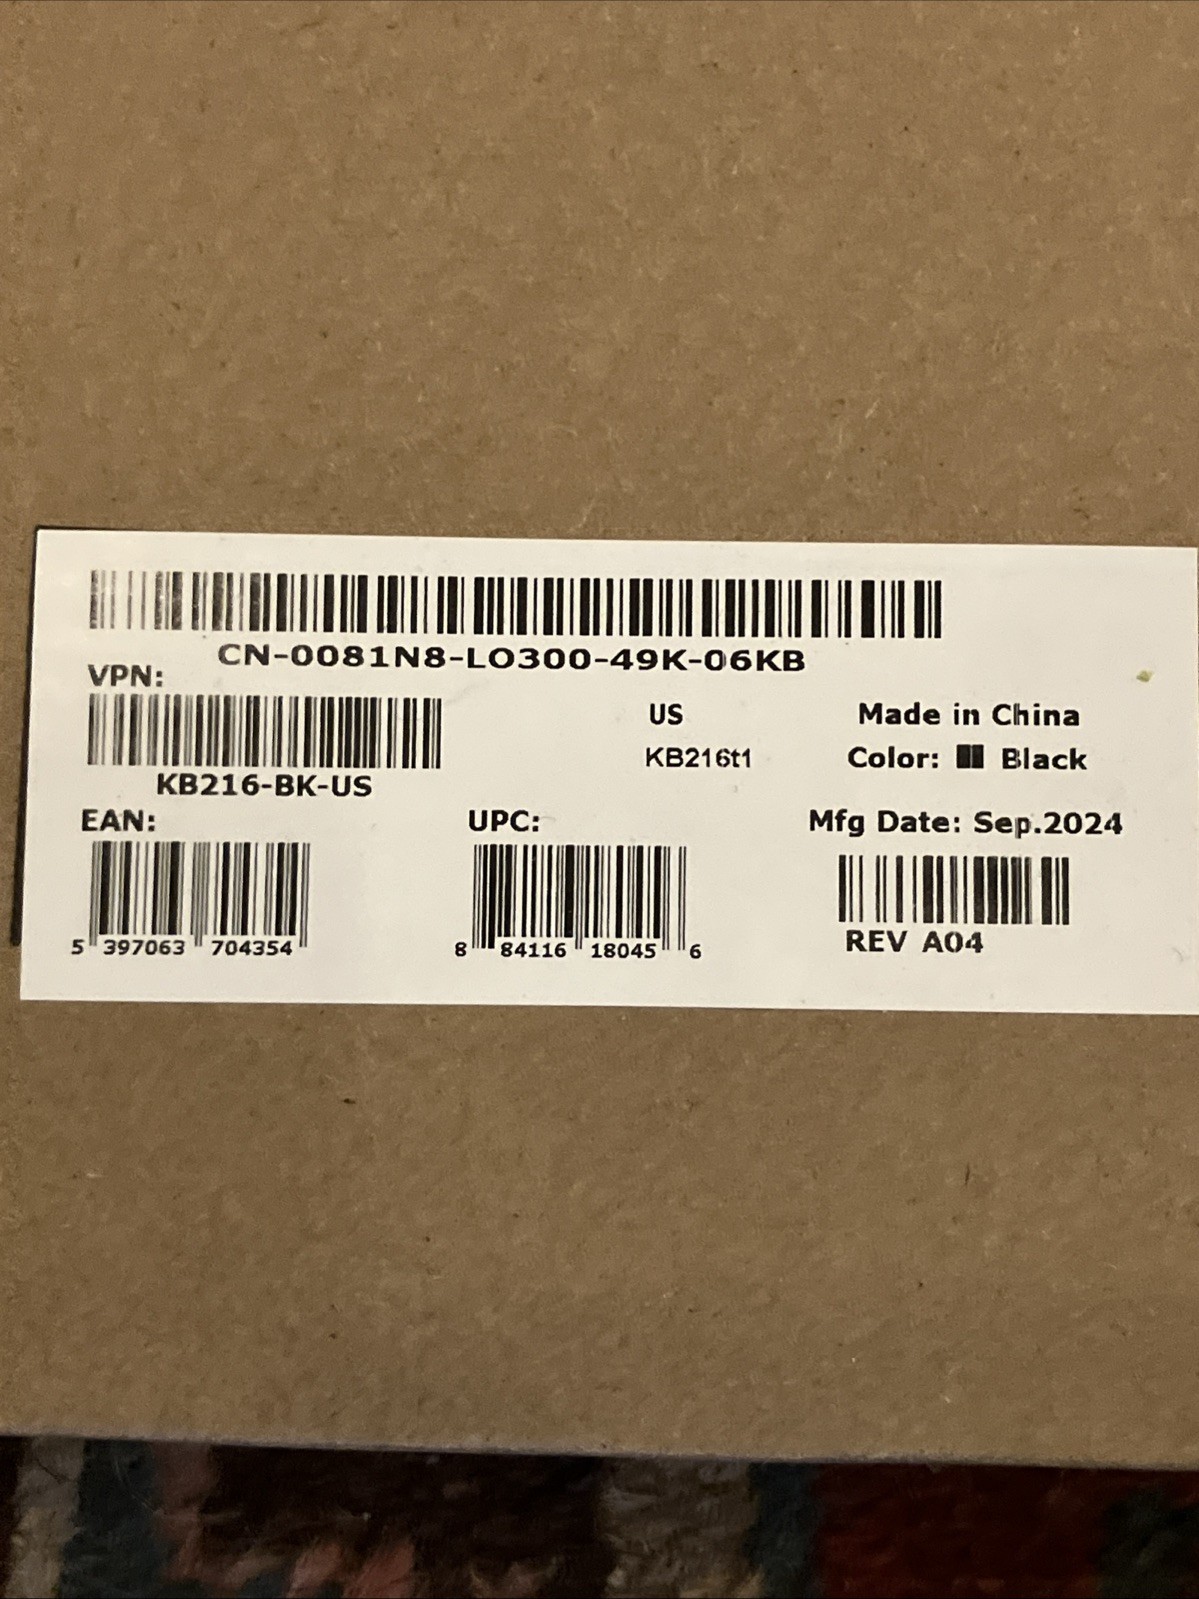 CN-0081N8-LO300-49K-06KB
VPN:
KB216-BK-US
US
KB216t1
Made in China
Color: Black
EAN:
5 397063 704354
UPC:
8 84116 18045 6
Mfg Date: Sep.2024
REV A04